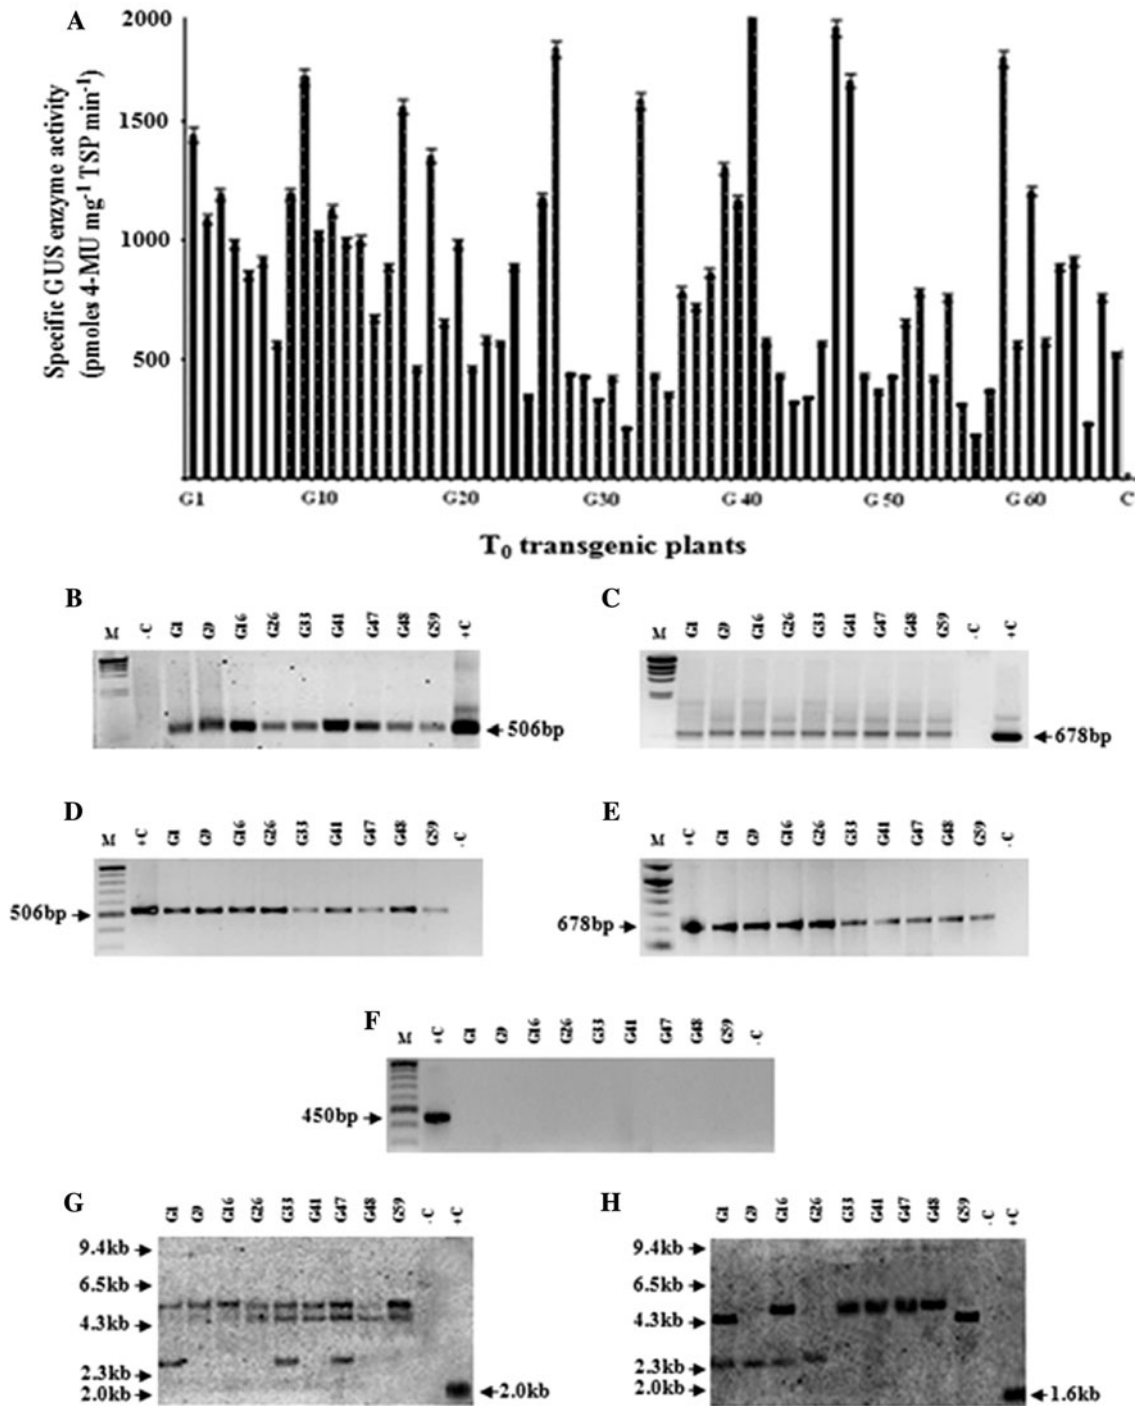 A
2000
1500
1000
500
Specific GUS enzyme activity
(pmoles 4-MU mg-1 TSP min-1)
G1 G10 G20 G30 G 40 G 50 G 60 C
T0 transgenic plants
B
M -C G1 G9 G16 G26 G33 G41 G47 G48 G59 +C
506bp
C
M G1 G9 G16 G26 G33 G41 G47 G48 G59 -C +C
678bp
D
M +C G1 G9 G16 G26 G33 G41 G47 G48 G59 -C
506bp
E
M +C G1 G9 G16 G26 G33 G41 G47 G48 G59 -C
678bp
F
M +C G1 G9 G16 G26 G33 G41 G47 G48 G59 -C
450bp
G
G1 G9 G16 G26 G33 G41 G47 G48 G59 -C +C
9.4kb
6.5kb
4.3kb
2.3kb
2.0kb
2.0kb
H
G1 G9 G16 G26 G33 G41 G47 G48 G59 -C +C
9.4kb
6.5kb
4.3kb
2.3kb
2.0kb
1.6kb